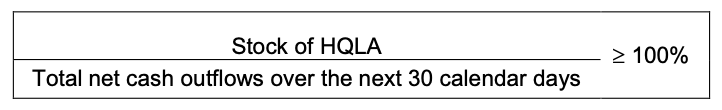 Stock of HQLA
≥ 100%
Total net cash outflows over the next 30 calendar days